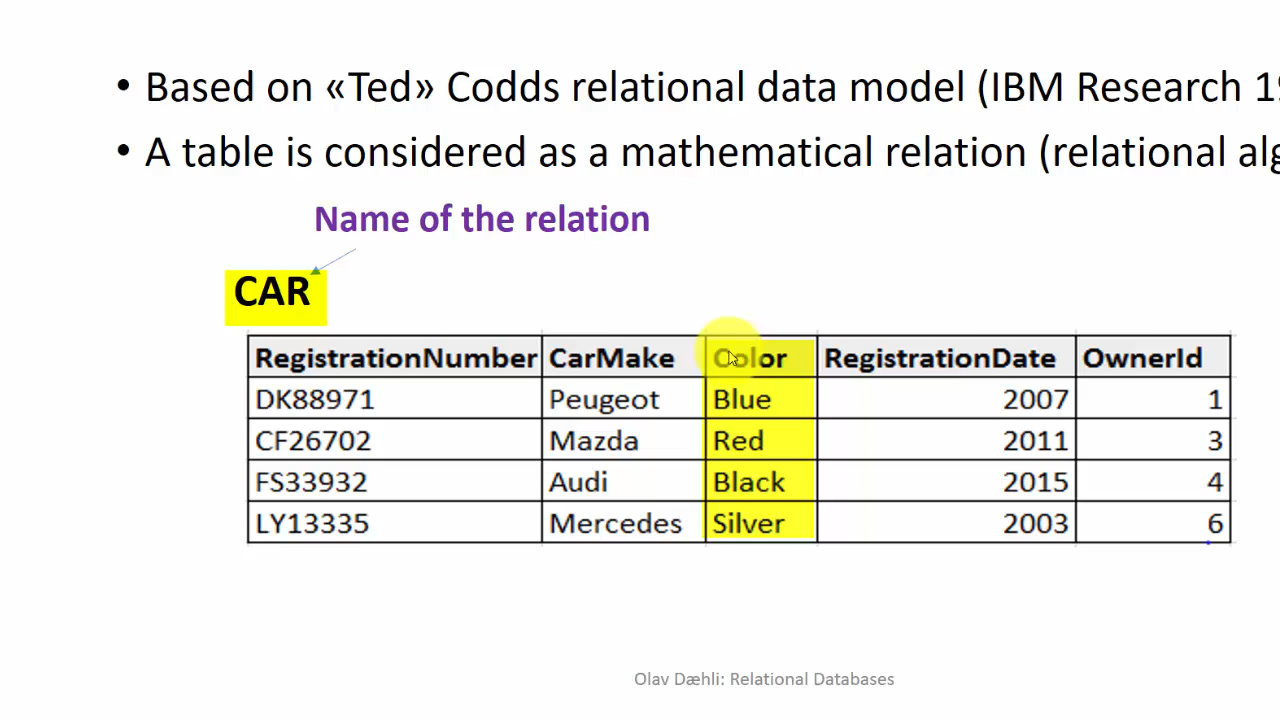 • Based on «Ted» Codds relational data model (IBM Research
• A table is considered as a mathematical relation (relational
Name of the relation
CAR
RegistrationNumber CarMake Color RegistrationDate OwnerId
DK88971 Peugeot Blue 2007 1
CF26702 Mazda Red 2011 3
FS33932 Audi Black 2015 4
LY13335 Mercedes Silver 2003 6
Olav Dæhli: Relational Databases